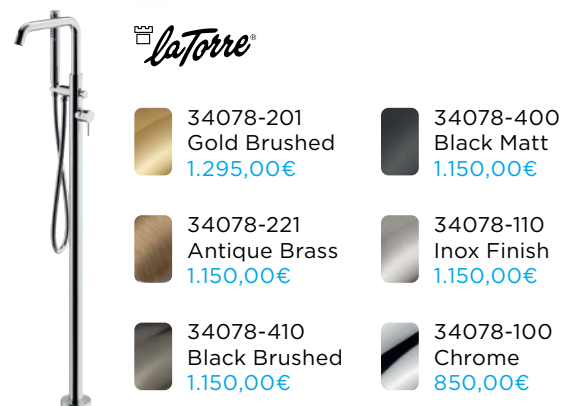 laTorre®
34078-201
Gold Brushed
1.295,00€
34078-400
Black Matt
1.150,00€
34078-221
Antique Brass
1.150,00€
34078-110
Inox Finish
1.150,00€
34078-410
Black Brushed
1.150,00€
34078-100
Chrome
850,00€